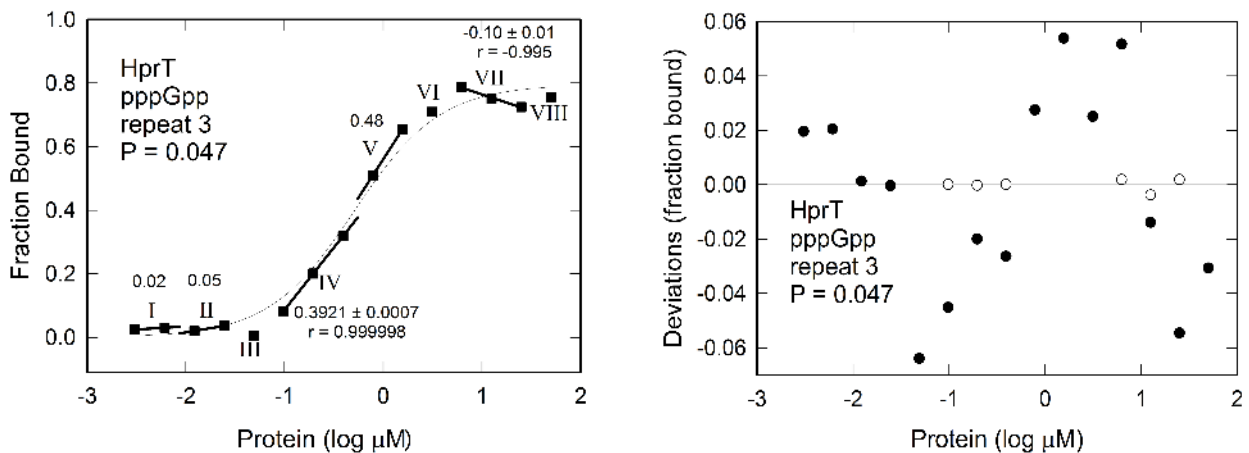 1.0
0.8
0.6
0.4
0.2
0.0
Fraction Bound
HprT
pppGpp
repeat 3
P = 0.047
-0.10 ± 0.01
r = -0.995
VII
VI
VIII
0.48
V
IV
0.02
0.05
I
II
III
0.3921 ± 0.0007
r = 0.999998
-3
-2
-1
0
1
2
Protein (log μM)
0.06
0.04
0.02
0.00
-0.02
-0.04
-0.06
Deviations (fraction bound)
HprT
pppGpp
repeat 3
P = 0.047
-3
-2
-1
0
1
2
Protein (log μM)